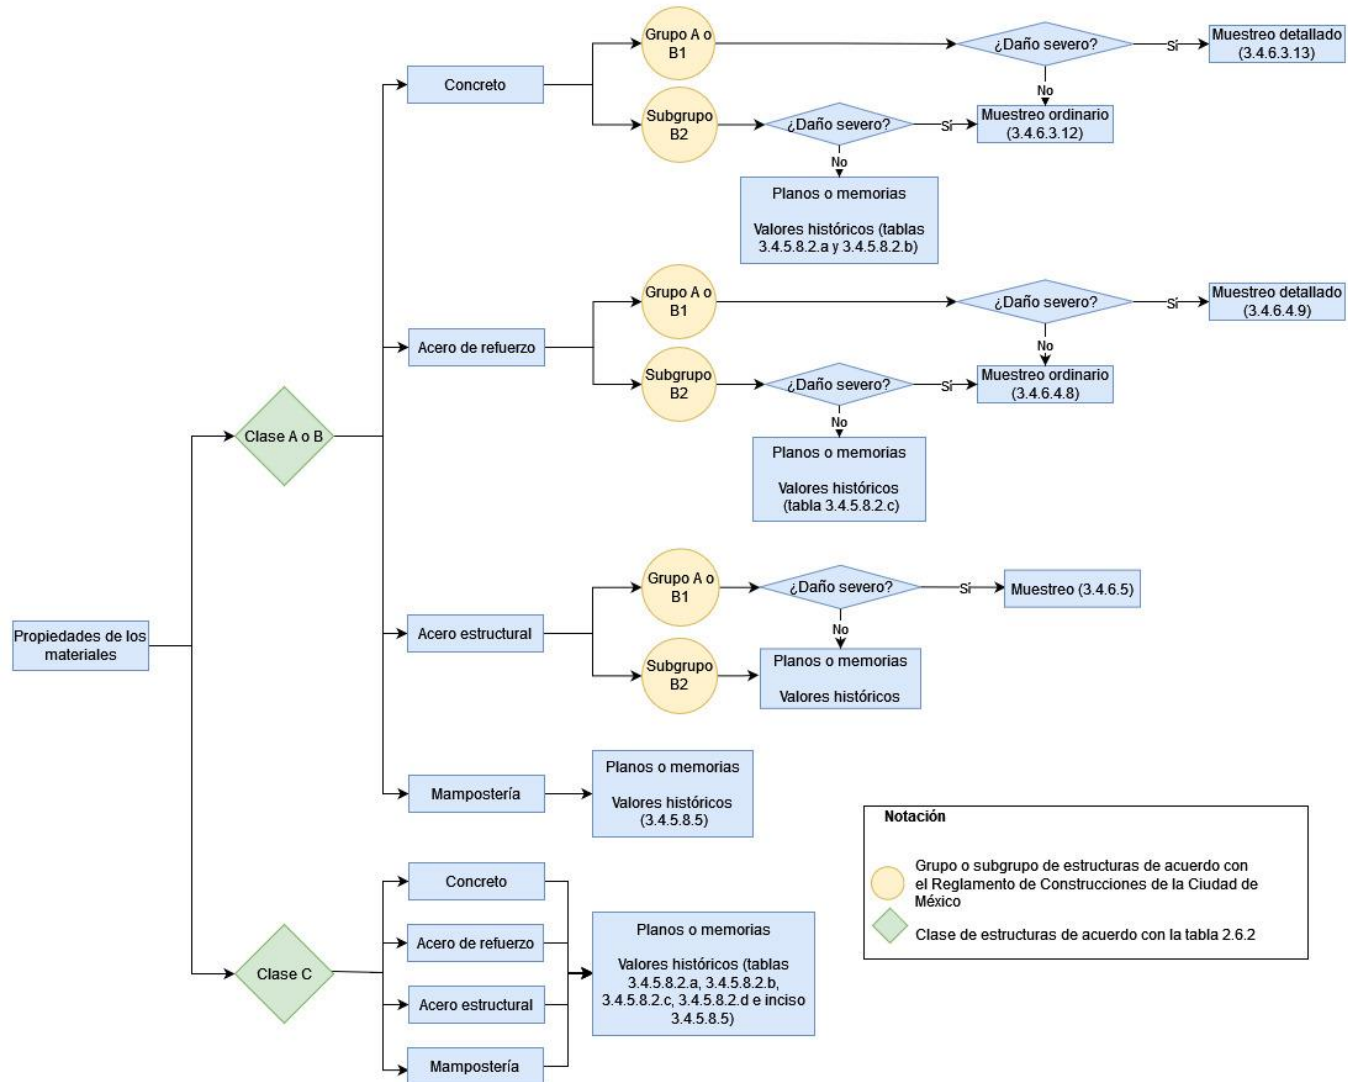 Grupo A o
B1
¿Daño severo?
Sí
Muestreo detallado
(3.4.6.3.13)
No
Concreto
Subgrupo
B2
¿Daño severo?
Sí
Muestreo ordinario
(3.4.6.3.12)
No
Planos o memorias
Valores históricos (tablas
3.4.5.8.2.a y 3.4.5.8.2.b)
Grupo A o
B1
¿Daño severo?
Sí
Muestreo detallado
(3.4.6.4.9)
No
Acero de refuerzo
Subgrupo
B2
¿Daño severo?
Sí
Muestreo ordinario
(3.4.6.4.8)
No
Planos o memorias
Valores históricos
(tabla 3.4.5.8.2.c)
Clase A o B
Grupo A o
B1
¿Daño severo?
Sí
Muestreo (3.4.6.5)
No
Acero estructural
Subgrupo
B2
Planos o memorias
Valores históricos
Propiedades de los
materiales
Mampostería
Planos o memorias
Valores históricos
(3.4.5.8.5)
Clase C
Concreto
Acero de refuerzo
Acero estructural
Mampostería
Planos o memorias
Valores históricos (tablas
3.4.5.8.2.a, 3.4.5.8.2.b,
3.4.5.8.2.c, 3.4.5.8.2.d e inciso
3.4.5.8.5)
Notación
Grupo o subgrupo de estructuras de acuerdo con
el Reglamento de Construcciones de la Ciudad de
México
Clase de estructuras de acuerdo con la tabla 2.6.2